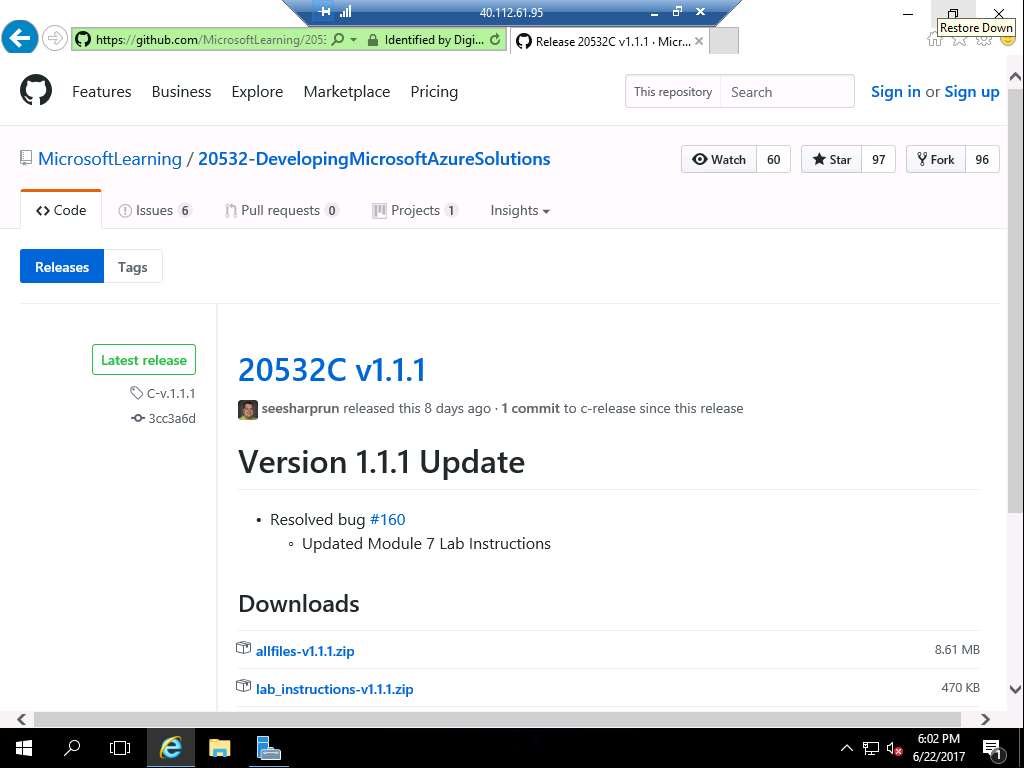 40.112.61.95
Restore Down
https://github.com/MicrosoftLearning/2053 Identified by Digi... Release 20532C v1.1.1 · Micr...
Features Business Explore Marketplace Pricing This repository Search Sign in or Sign up
MicrosoftLearning / 20532-DevelopingMicrosoftAzureSolutions Watch 60 Star 97 Fork 96
Code Issues 6 Pull requests 0 Projects 1 Insights
Releases Tags
Latest release
C-v.1.1.1
3cc3a6d
20532C v1.1.1
seesharprun released this 8 days ago · 1 commit to c-release since this release
Version 1.1.1 Update
• Resolved bug #160
◦ Updated Module 7 Lab Instructions
Downloads
allfiles-v1.1.1.zip 8.61 MB
lab_instructions-v1.1.1.zip 470 KB
6:02 PM
6/22/2017
1